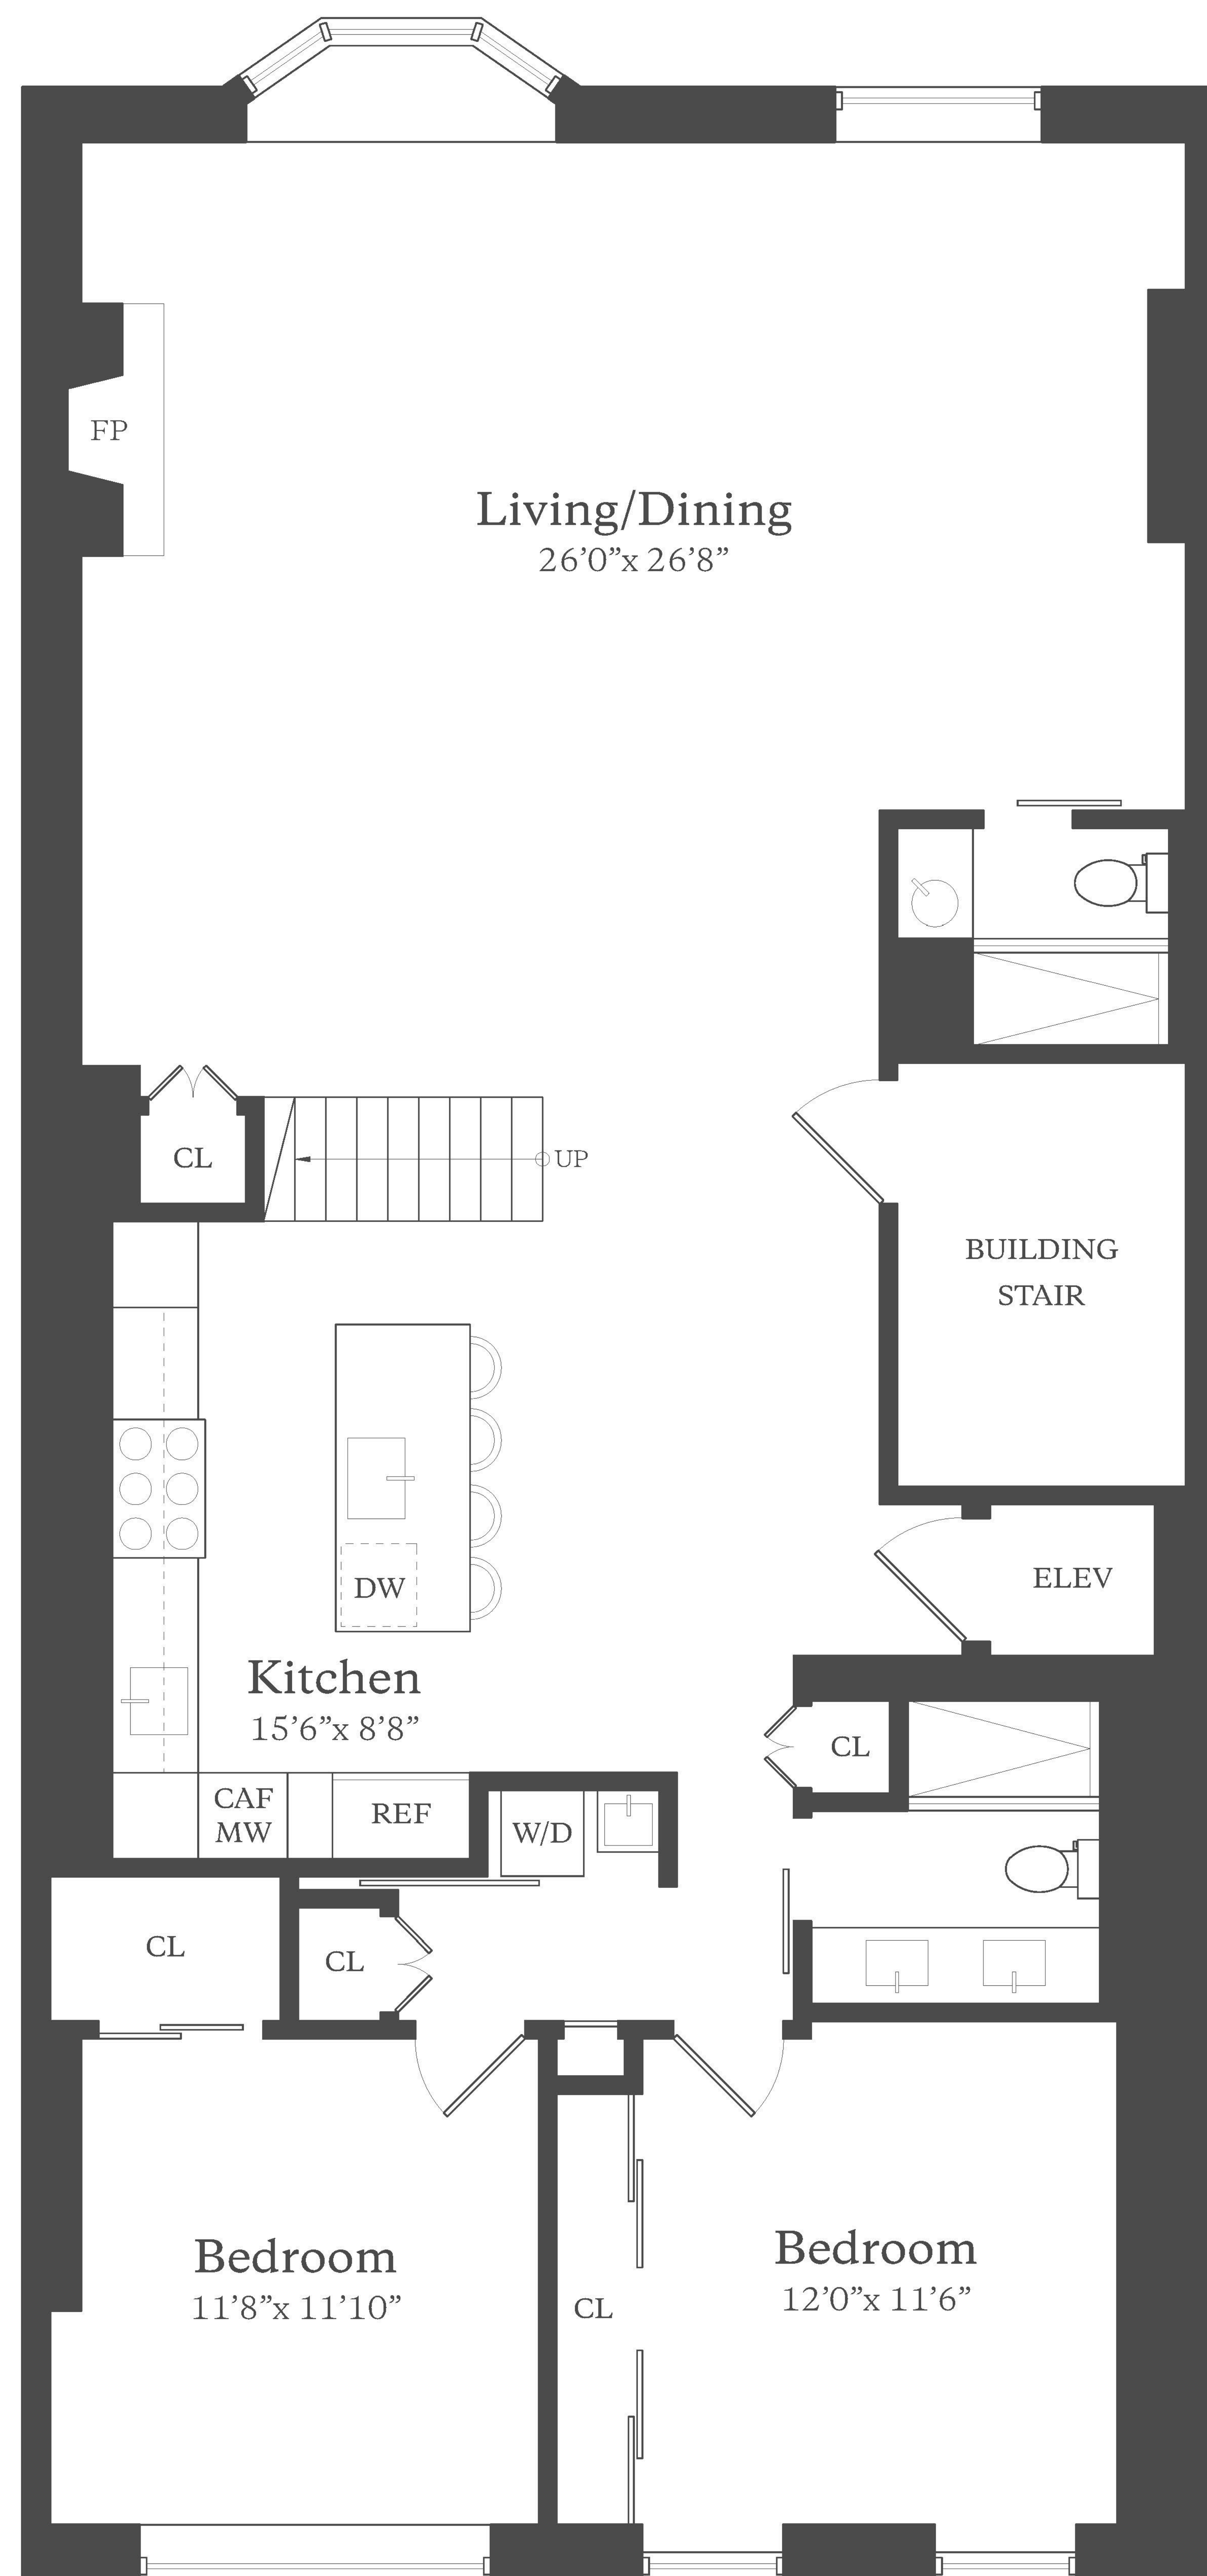 FP
Living/Dining
26’0”x 26’8”
CL
UP
BUILDING
STAIR
DW
ELEV
Kitchen
15’6”x 8’8”
CL
CAF
MW
REF
W/D
CL
CL
Bedroom
11’8”x 11’10”
CL
Bedroom
12’0”x 11’6”